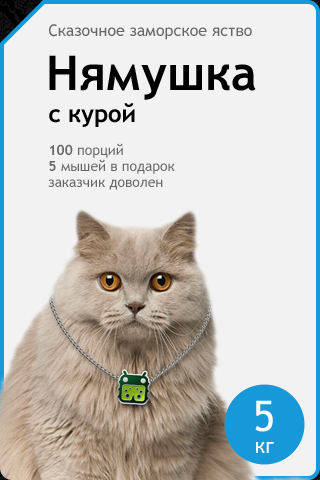 Сказочное заморское яство
Нямушка
с курой
100 порций
5 мышей в подарок
заказчик доволен
5
кг